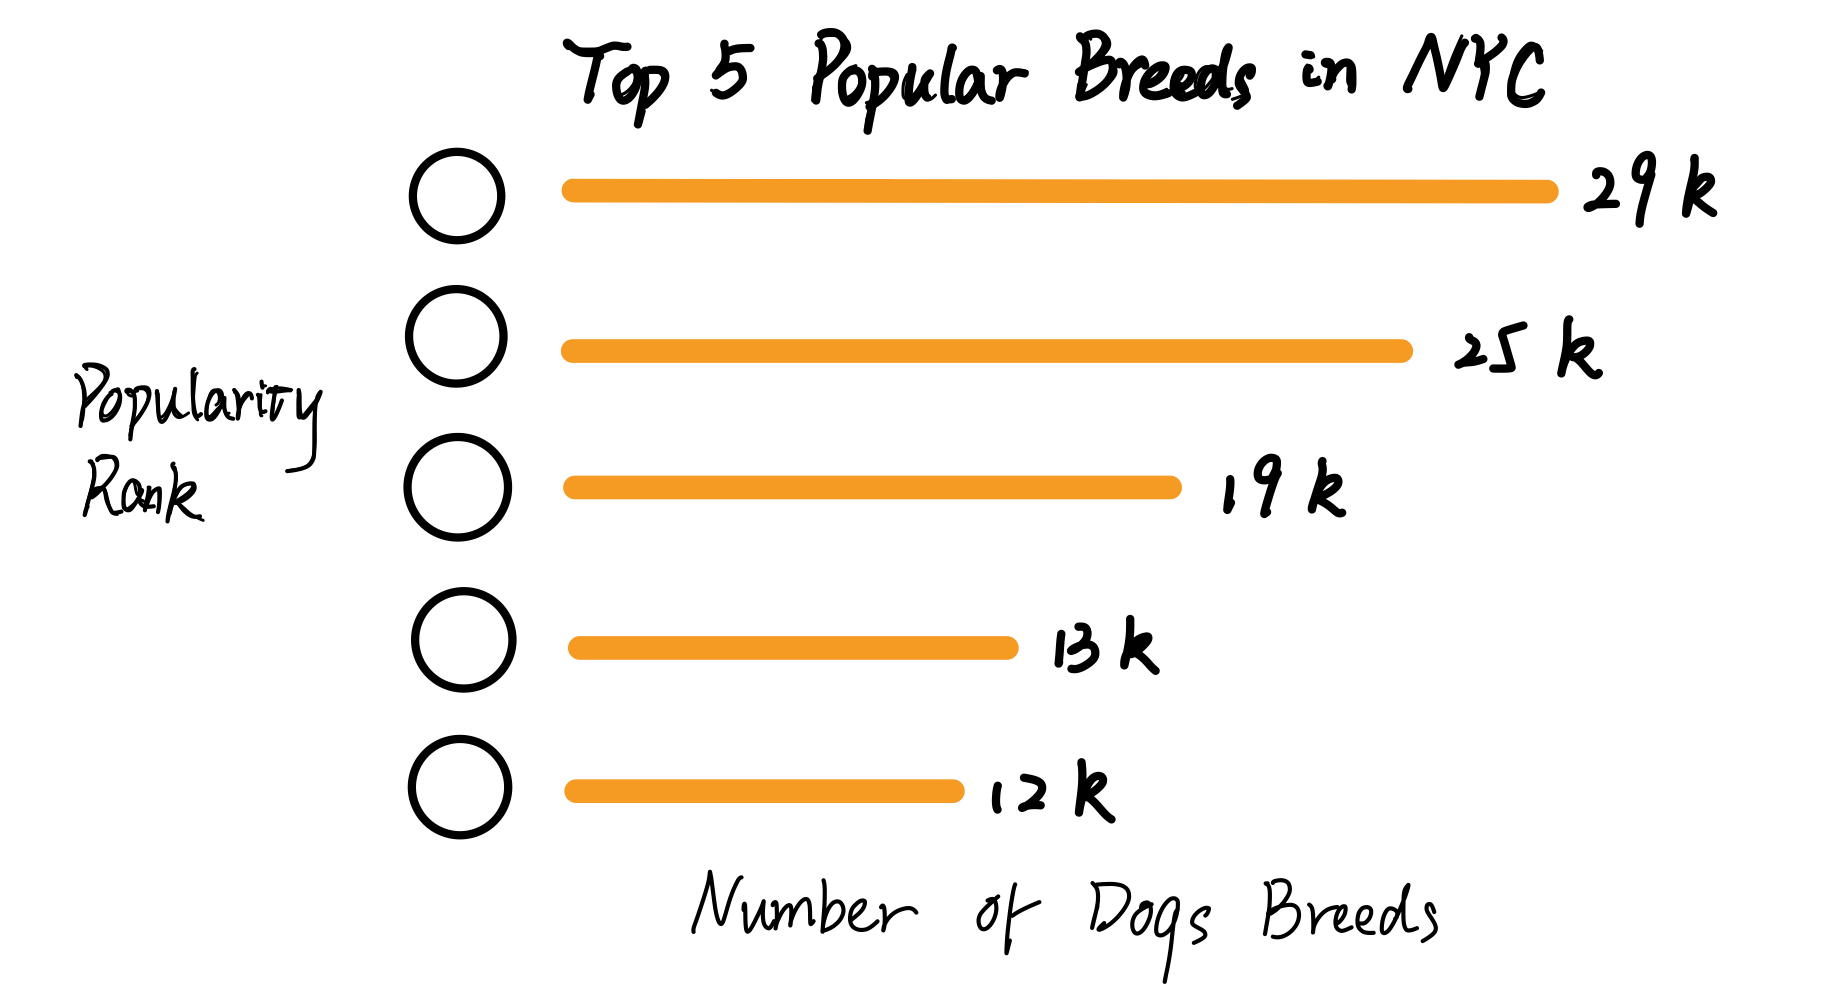 Top 5 Popular Breeds in NYC
29 k
25 k
Popularity
Rank
19 k
13 k
12 k
Number of Dogs Breeds